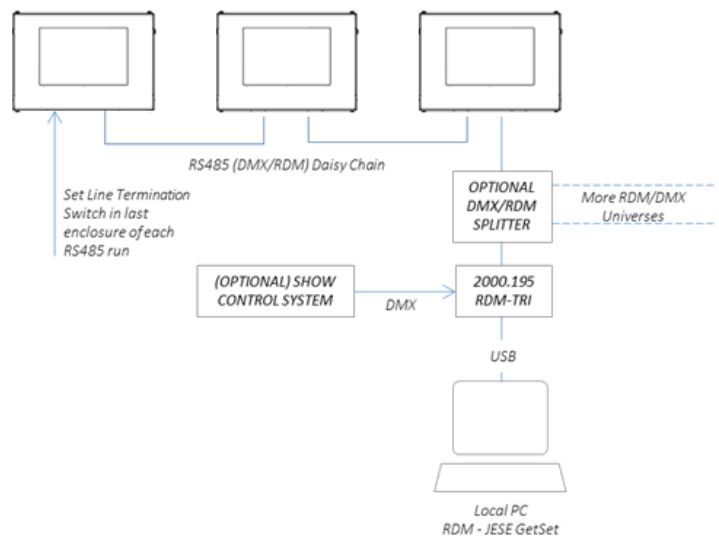 RS485 (DMX/RDM) Daisy Chain
Set Line Termination
Switch in last
enclosure of each
RS485 run
OPTIONAL
DMX/RDM
SPLITTER
More RDM/DMX
Universes
(OPTIONAL) SHOW
CONTROL SYSTEM
DMX
2000.195
RDM-TRI
USB
Local PC
RDM - JESE GetSet